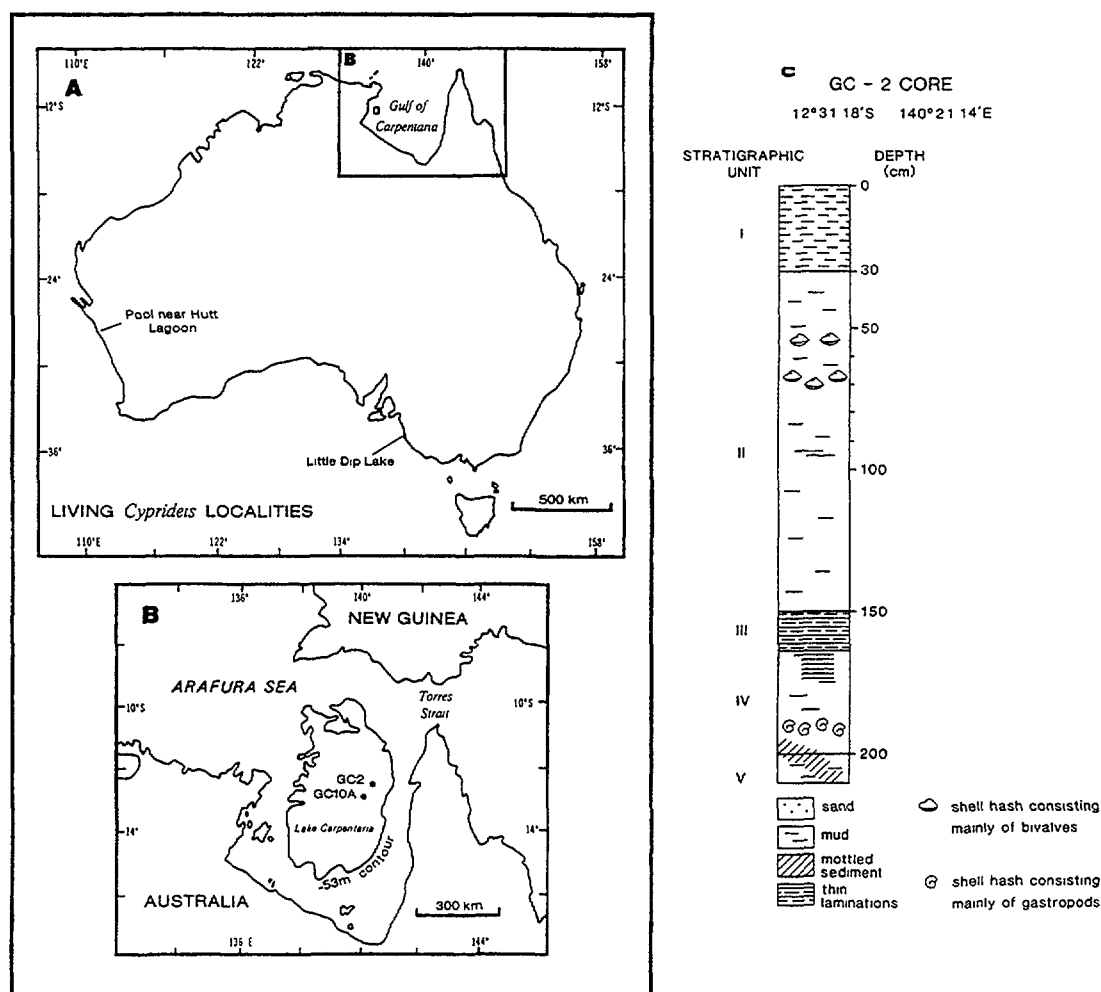 110°E 122° 140° 158°
A
B
12°S 12°S
Gulf of
Carpentaria
24° 24°
Pool near Hutt
Lagoon
36° 36°
Little Dip Lake
500 km
LIVING Cyprideis LOCALITIES
110°E 122° 134° 158°
136° 140° 144°
B
NEW GUINEA
ARAFURA SEA
Torres
Strait
10°S 10°S
GC2
GC10A
Lake Carpentaria
14° 14°
-53m contour
AUSTRALIA
300 km
136 E 144°
C
GC - 2 CORE
12°31 18'S 140°21 14'E
STRATIGRAPHIC
UNIT
DEPTH
(cm)
0
I
30
50
II
100
150
III
IV
200
V
sand
mud
mottled
sediment
thin
laminations
shell hash consisting
mainly of bivalves
shell hash consisting
mainly of gastropods